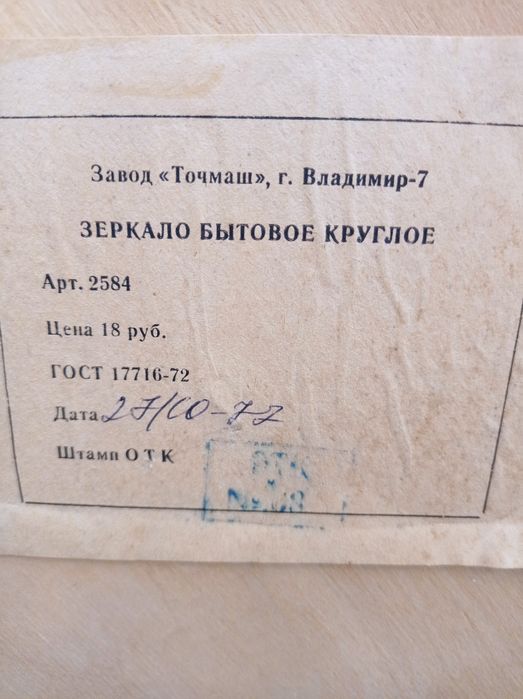 Завод «Точмаш», г. Владимир-7
ЗЕРКАЛО БЫТОВОЕ КРУГЛОЕ
Арт. 2584
Цена 18 руб.
ГОСТ 17716-72
Дата 27/10-77
Штамп О Т К
ОТК